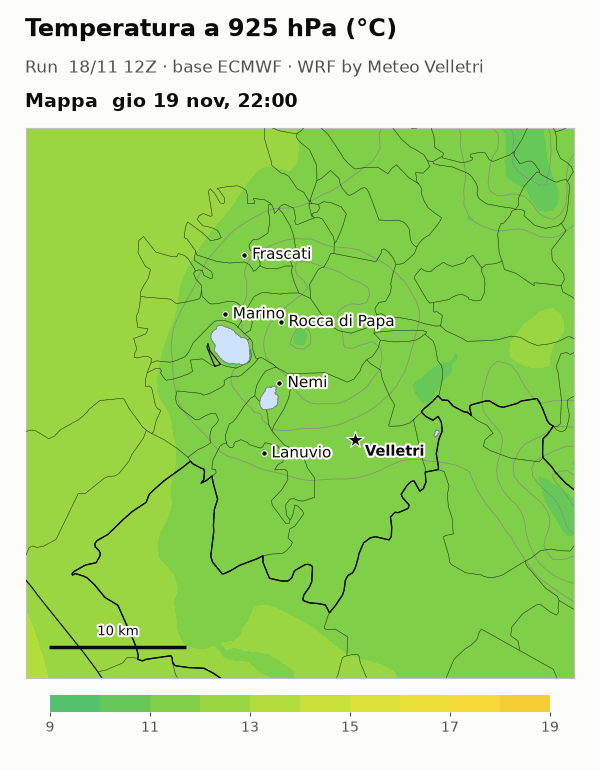 Temperatura a 925 hPa (°C)
Run  18/11 12Z · base ECMWF · WRF by Meteo Velletri
Mappa  gio 19 nov, 22:00
Frascati
Marino
Rocca di Papa
Nemi
Velletri
Lanuvio
10 km
9 11 13 15 17 19